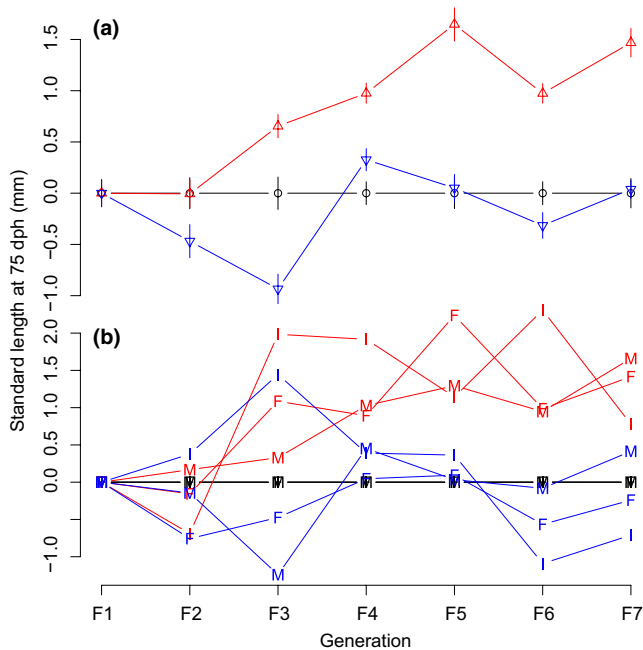 (a)
1.5
1.0
0.5
0.0
−0.5
−1.0
Standard length at 75 dph (mm)
(b)
2.0
1.5
1.0
0.5
0.0
−1.0
I I I F I M
F F M M F M F I
I I M M
M F I I F M M
M F M M M M M M M
M F F M F I
M I
F1 F2 F3 F4 F5 F6 F7
Generation